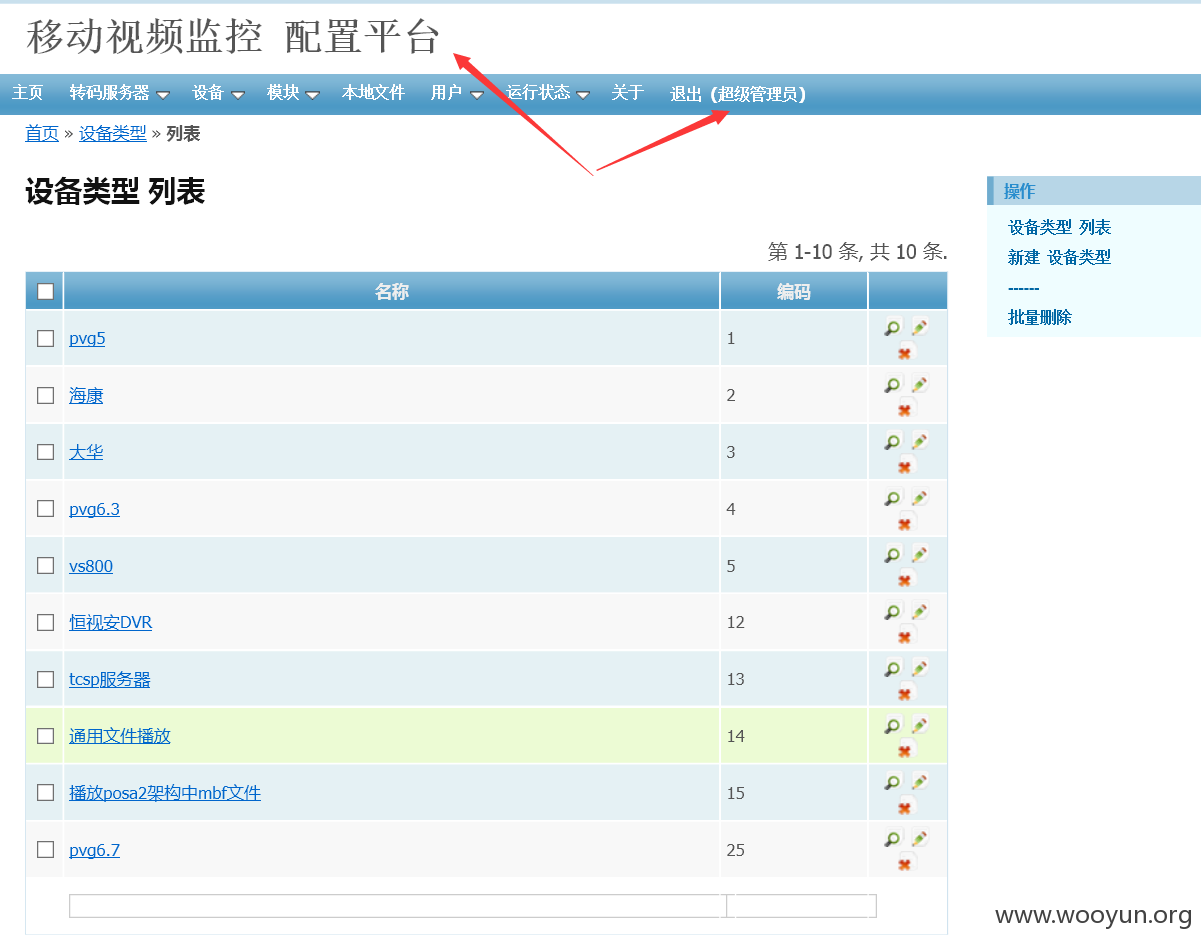 移动视频监控 配置平台
主页 转码服务器 设备 模块 本地文件 用户 运行状态 关于 退出 (超级管理员)
首页 » 设备类型 » 列表
设备类型 列表
第 1-10 条, 共 10 条.
名称 编码
pvg5 1
海康 2
大华 3
pvg6.3 4
vs800 5
恒视安DVR 12
tcsp服务器 13
通用文件播放 14
播放posa2架构中mbf文件 15
pvg6.7 25
操作
设备类型 列表
新建 设备类型
------
批量删除
www.wooyun.org